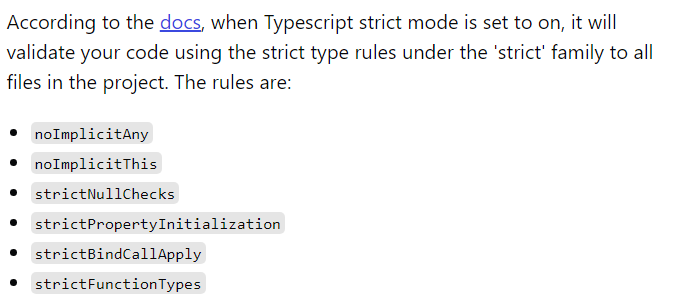 According to the docs, when Typescript strict mode is set to on, it will
validate your code using the strict type rules under the 'strict' family to all
files in the project. The rules are:
• noImplicitAny
• noImplicitThis
• strictNullChecks
• strictPropertyInitialization
• strictBindCallApply
• strictFunctionTypes